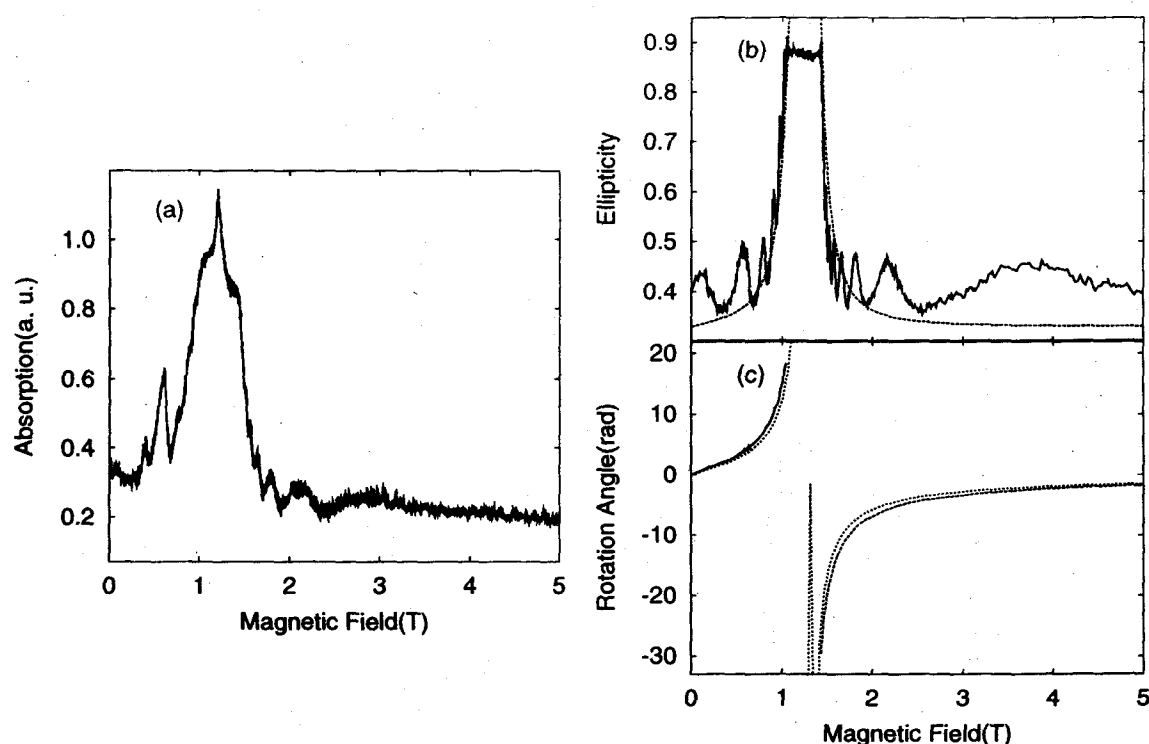 (a)
1.0
0.8
0.6
0.4
0.2
Absorption(a. u.)
0 1 2 3 4 5
Magnetic Field(T)
(b)
0.9
0.8
0.7
0.6
0.5
0.4
Ellipticity
(c)
20
10
0
-10
-20
-30
Rotation Angle(rad)
0 1 2 3 4 5
Magnetic Field(T)